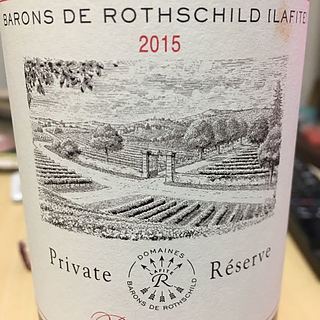 BARONS DE ROTHSCHILD [LAFITE]
2015
Private Réserve
DOMAINES
LAFITE
R
BARONS DE ROTHSCHILD